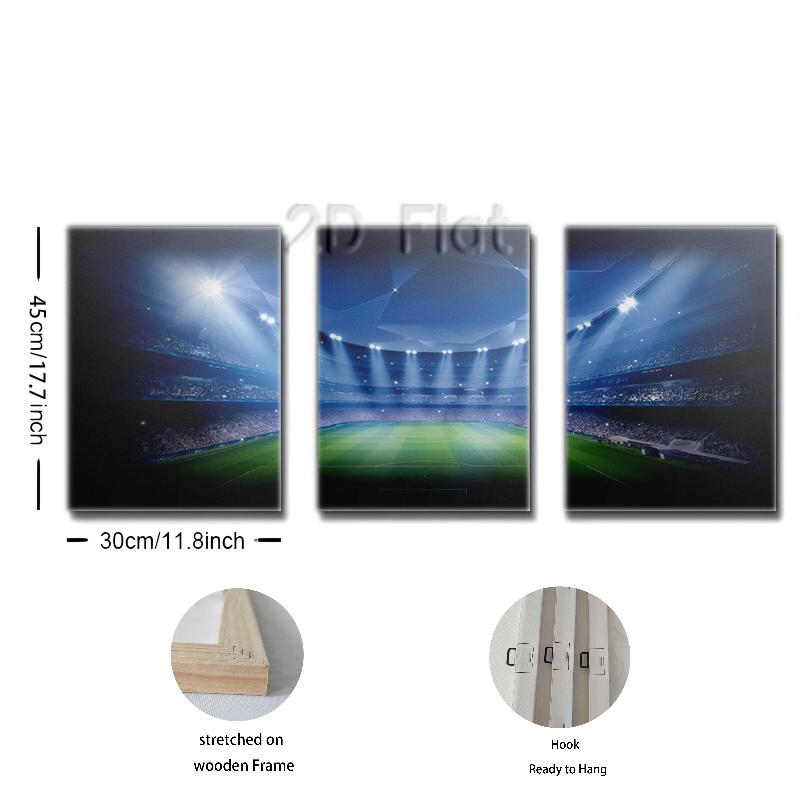 2D Flat
45cm/17.7inch
30cm/11.8inch
stretched on
wooden Frame
Hook
Ready to Hang